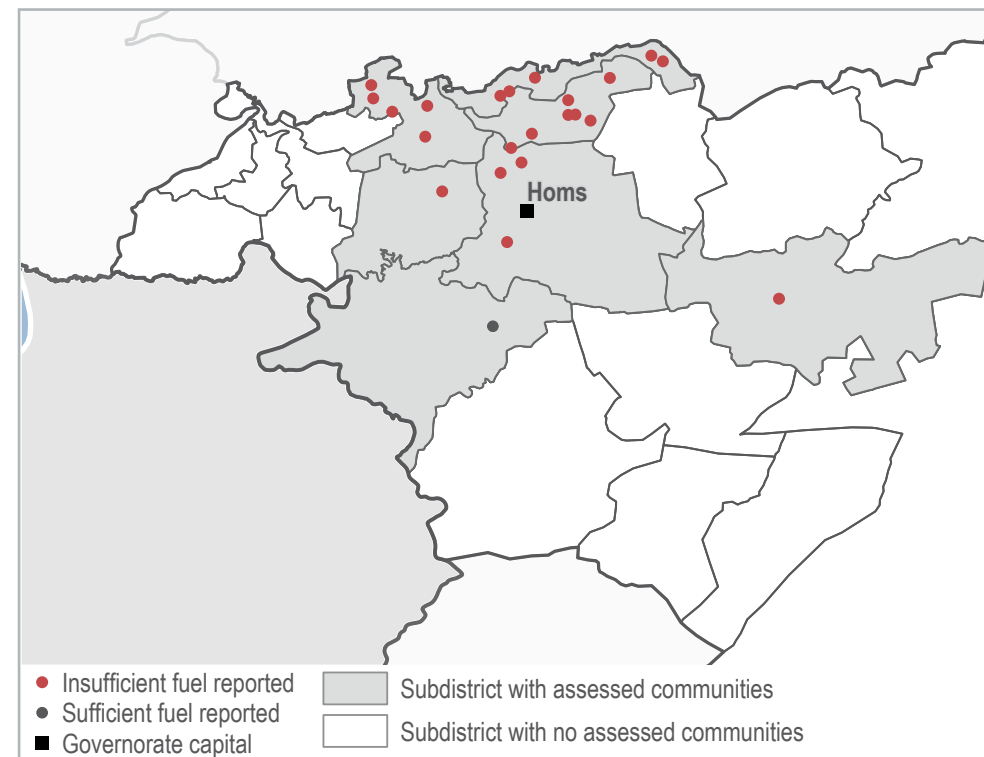 Homs
Insufficient fuel reported
Sufficient fuel reported
Governorate capital
Subdistrict with assessed communities
Subdistrict with no assessed communities